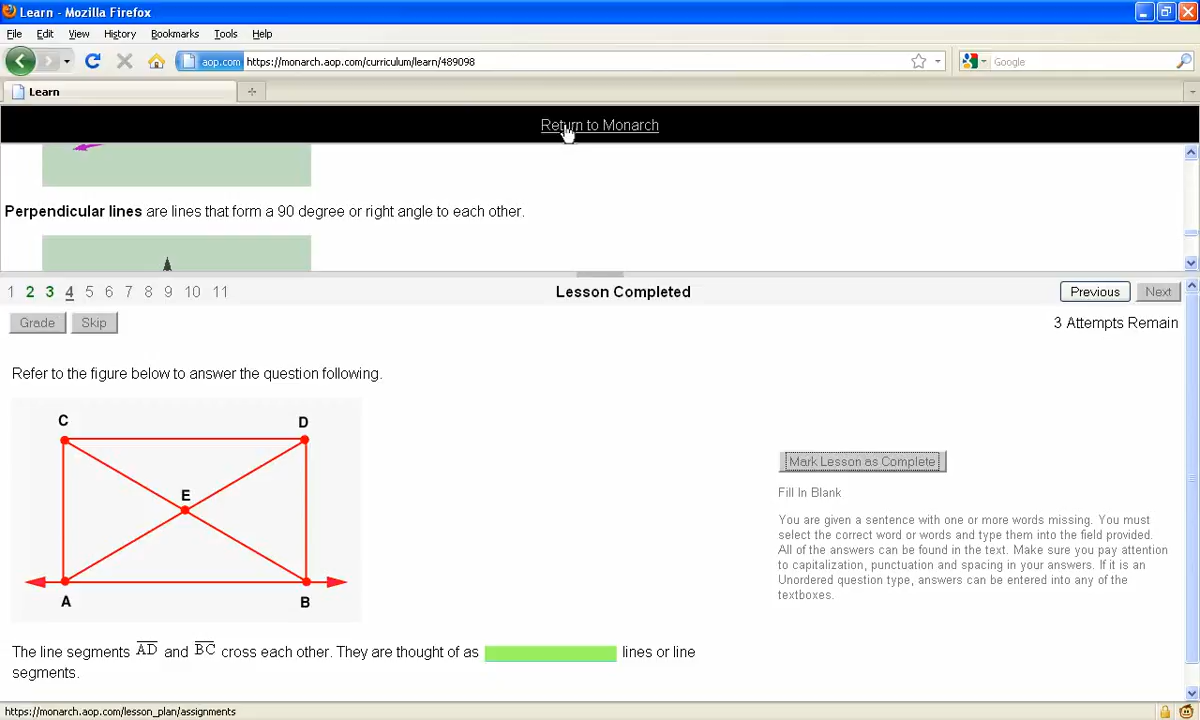 Learn - Mozilla Firefox
File Edit View History Bookmarks Tools Help
aop.com https://monarch.aop.com/curriculum/learn/489098
Google
Learn
Return to Monarch
Perpendicular lines are lines that form a 90 degree or right angle to each other.
1 2 3 4 5 6 7 8 9 10 11 Lesson Completed Previous Next
Grade Skip 3 Attempts Remain
Refer to the figure below to answer the question following.
C D
E
A B
Mark Lesson as Complete
Fill In Blank
You are given a sentence with one or more words missing. You must
select the correct word or words and type them into the field provided.
All of the answers can be found in the text. Make sure you pay attention
to capitalization, punctuation and spacing in your answers. If it is an
Unordered question type, answers can be entered into any of the
textboxes.
The line segments AD and BC cross each other. They are thought of as lines or line
segments.
https://monarch.aop.com/lesson_plan/assignments